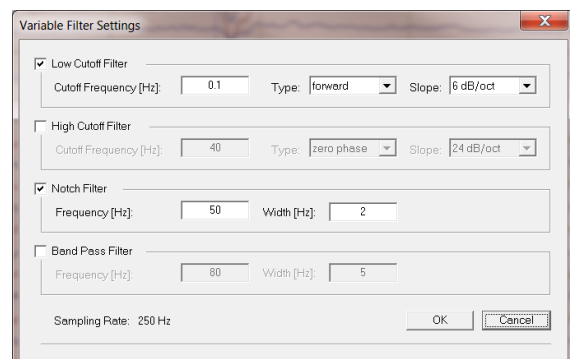 Variable Filter Settings
Low Cutoff Filter
Cutoff Frequency [Hz]: 0.1 Type: forward Slope: 6 dB/oct
High Cutoff Filter
Cutoff Frequency [Hz]: 40 Type: zero phase Slope: 24 dB/oct
Notch Filter
Frequency [Hz]: 50 Width [Hz]: 2
Band Pass Filter
Frequency [Hz]: 80 Width [Hz]: 5
Sampling Rate: 250 Hz OK Cancel